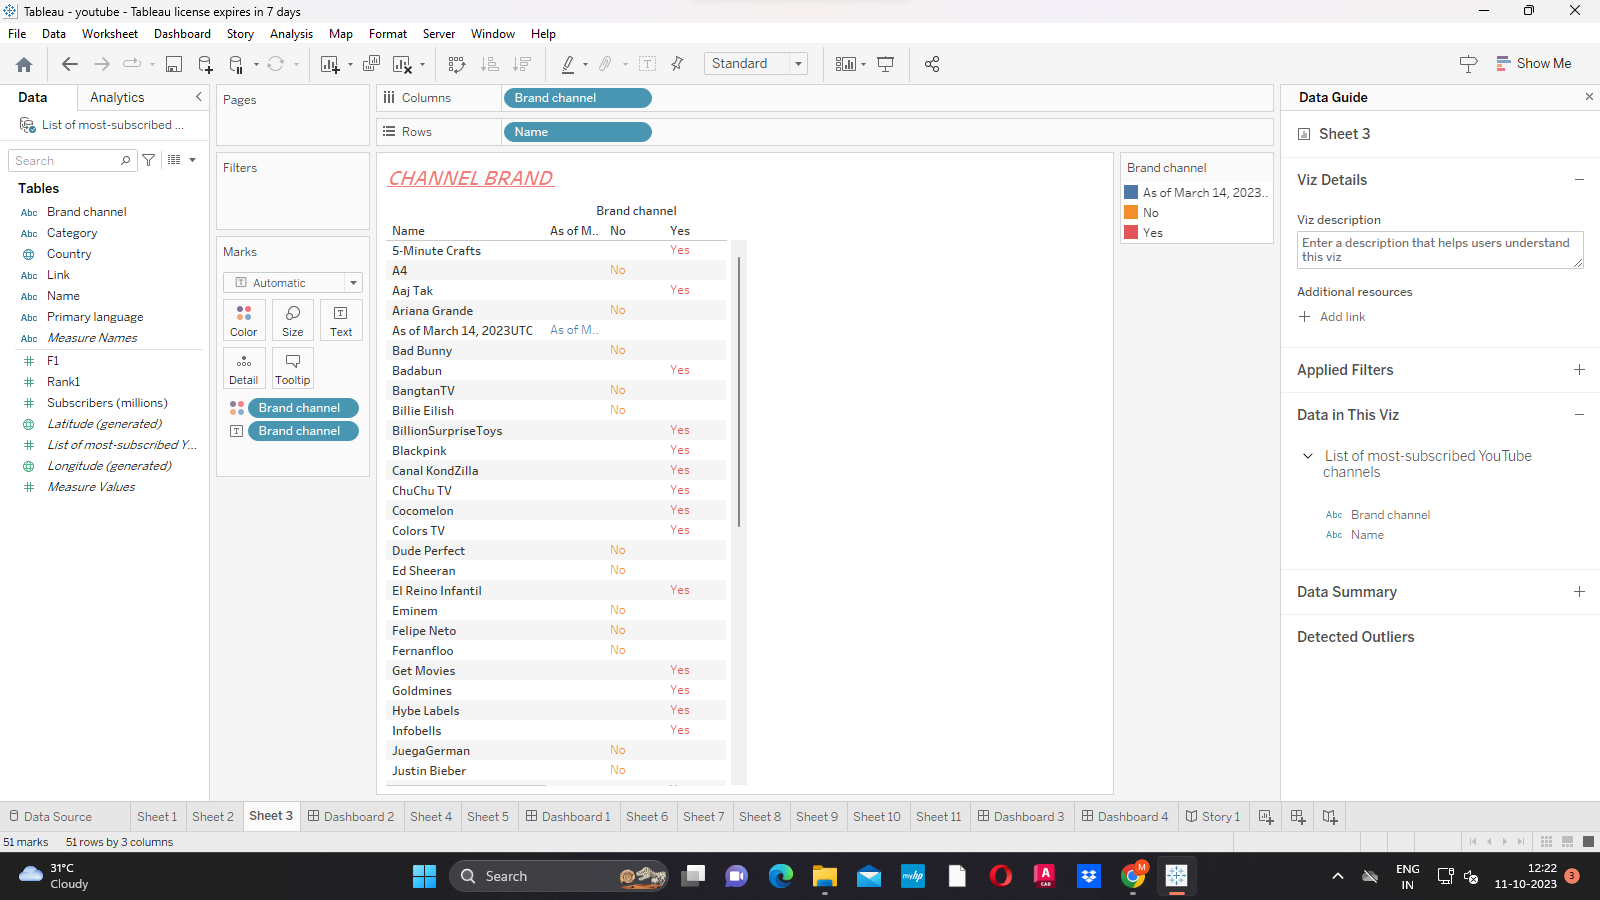 Tableau - youtube - Tableau license expires in 7 days
File Data Worksheet Dashboard Story Analysis Map Format Server Window Help
Standard
Show Me
Data Analytics
List of most-subscribed ...
Search
Tables
Abc Brand channel
Abc Category
Country
Abc Link
Abc Name
Abc Primary language
Abc Measure Names
F1
Rank1
Subscribers (millions)
Latitude (generated)
List of most-subscribed Y...
Longitude (generated)
Measure Values
Pages
Filters
Marks
Automatic
Color Size Text
Detail Tooltip
Brand channel
Brand channel
Columns Brand channel
Rows Name
CHANNEL BRAND
Brand channel
Name As of M.. No Yes
5-Minute Crafts Yes
A4 No
Aaj Tak Yes
Ariana Grande No
As of March 14, 2023UTC As of M..
Bad Bunny No
Badabun Yes
BangtanTV No
Billie Eilish No
BillionSurpriseToys Yes
Blackpink Yes
Canal KondZilla Yes
ChuChu TV Yes
Cocomelon Yes
Colors TV Yes
Dude Perfect No
Ed Sheeran No
El Reino Infantil Yes
Eminem No
Felipe Neto No
Fernanfloo No
Get Movies Yes
Goldmines Yes
Hybe Labels Yes
Infobells Yes
JuegaGerman No
Justin Bieber No
Brand channel
As of March 14, 2023..
No
Yes
Data Guide
Sheet 3
Viz Details
Viz description
Enter a description that helps users understand
this viz
Additional resources
Add link
Applied Filters
Data in This Viz
List of most-subscribed YouTube
channels
Abc Brand channel
Abc Name
Data Summary
Detected Outliers
Data Source Sheet 1 Sheet 2 Sheet 3 Dashboard 2 Sheet 4 Sheet 5 Dashboard 1 Sheet 6 Sheet 7 Sheet 8 Sheet 9 Sheet 10 Sheet 11 Dashboard 3 Dashboard 4 Story 1
51 marks 51 rows by 3 columns
31°C
Cloudy
Search
myhp
A
CAD
M
ENG
IN
12:22
11-10-2023
3